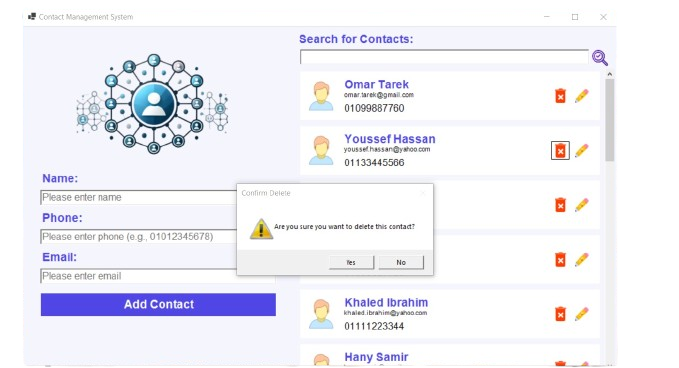 Contact Management System
Search for Contacts:
Omar Tarek
omar.tarek@gmail.com
01099887760
Youssef Hassan
youssef.hassan@yahoo.com
01133445566
Name:
Please enter name
Phone:
Please enter phone (e.g., 01012345678)
Email:
Please enter email
Add Contact
Confirm Delete
Are you sure you want to delete this contact?
Yes
No
Khaled Ibrahim
khaled.ibrahim@yahoo.com
01111223344
Hany Samir